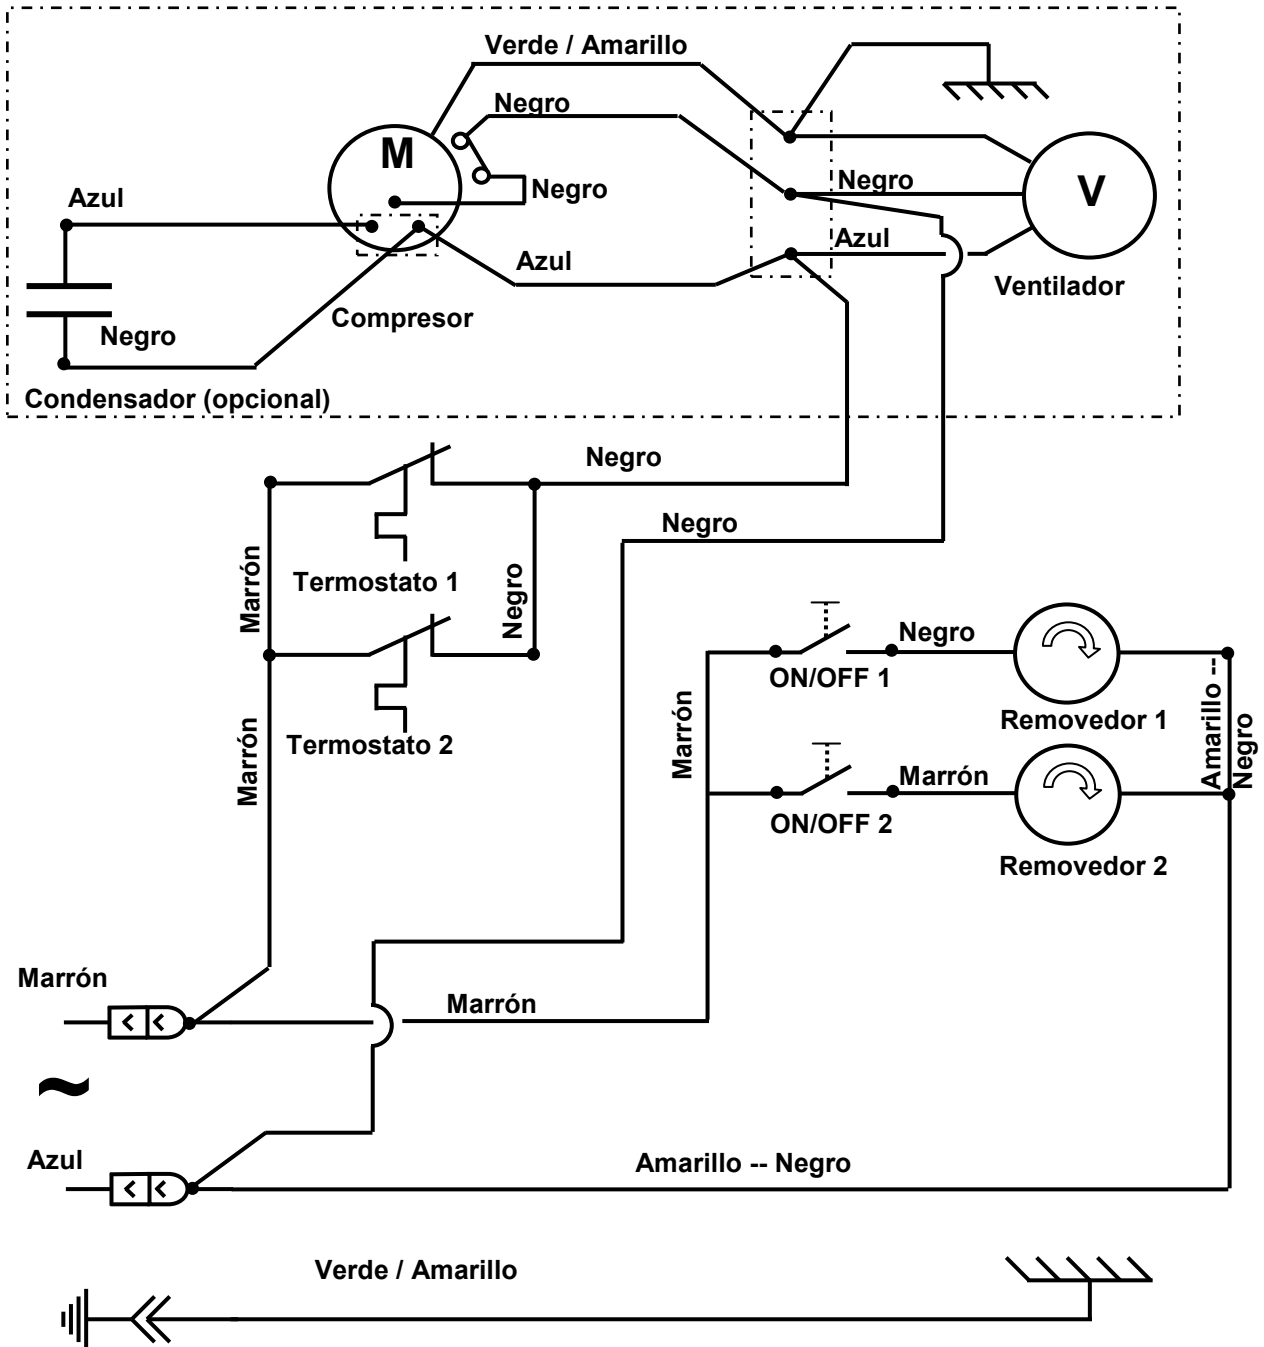 Verde / Amarillo
Negro
M
Negro
Negro
V
Azul
Azul
Azul
Ventilador
Compresor
Negro
Condensador (opcional)
Negro
Negro
Marrón
Termostato 1
Negro
Negro
ON/OFF 1
Removedor 1
Marrón
Amarillo --
Negro
Marrón
Termostato 2
Marrón
ON/OFF 2
Removedor 2
Marrón
Marrón
~
Azul
Amarillo -- Negro
Verde / Amarillo